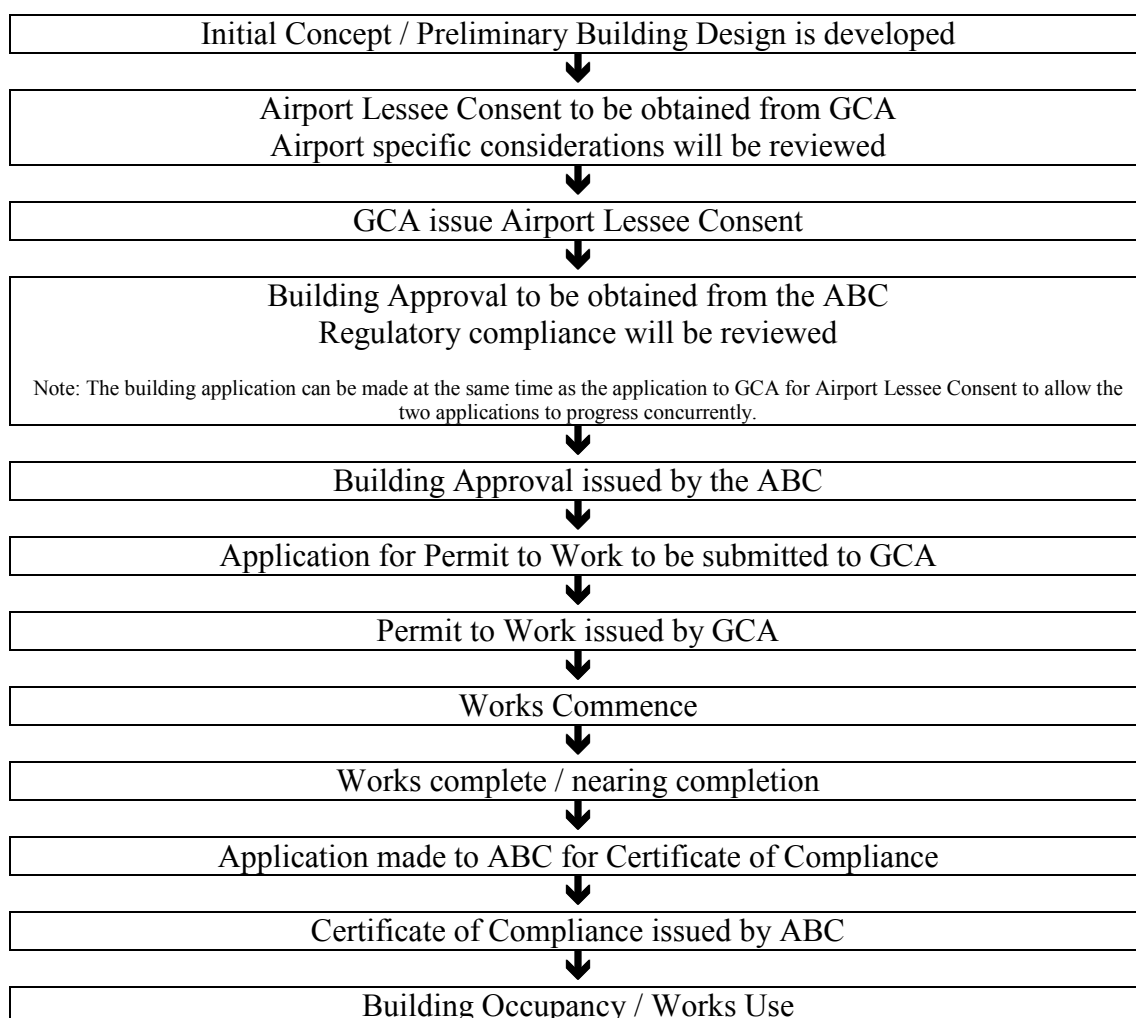 Initial Concept / Preliminary Building Design is developed
Airport Lessee Consent to be obtained from GCA
Airport specific considerations will be reviewed
GCA issue Airport Lessee Consent
Building Approval to be obtained from the ABC
Regulatory compliance will be reviewed
Note: The building application can be made at the same time as the application to GCA for Airport Lessee Consent to allow the
two applications to progress concurrently.
Building Approval issued by the ABC
Application for Permit to Work to be submitted to GCA
Permit to Work issued by GCA
Works Commence
Works complete / nearing completion
Application made to ABC for Certificate of Compliance
Certificate of Compliance issued by ABC
Building Occupancy / Works Use